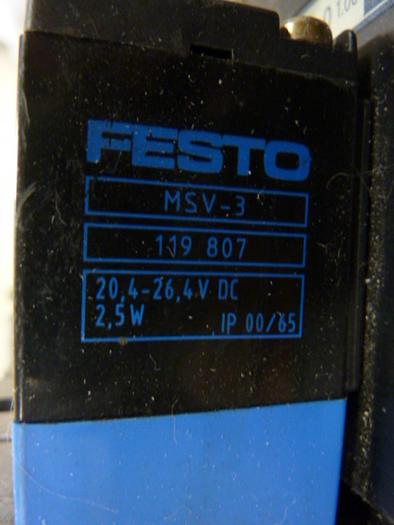 FESTO
MSV-3
119 807
20,4-26,4V DC
2,5W IP 00/65